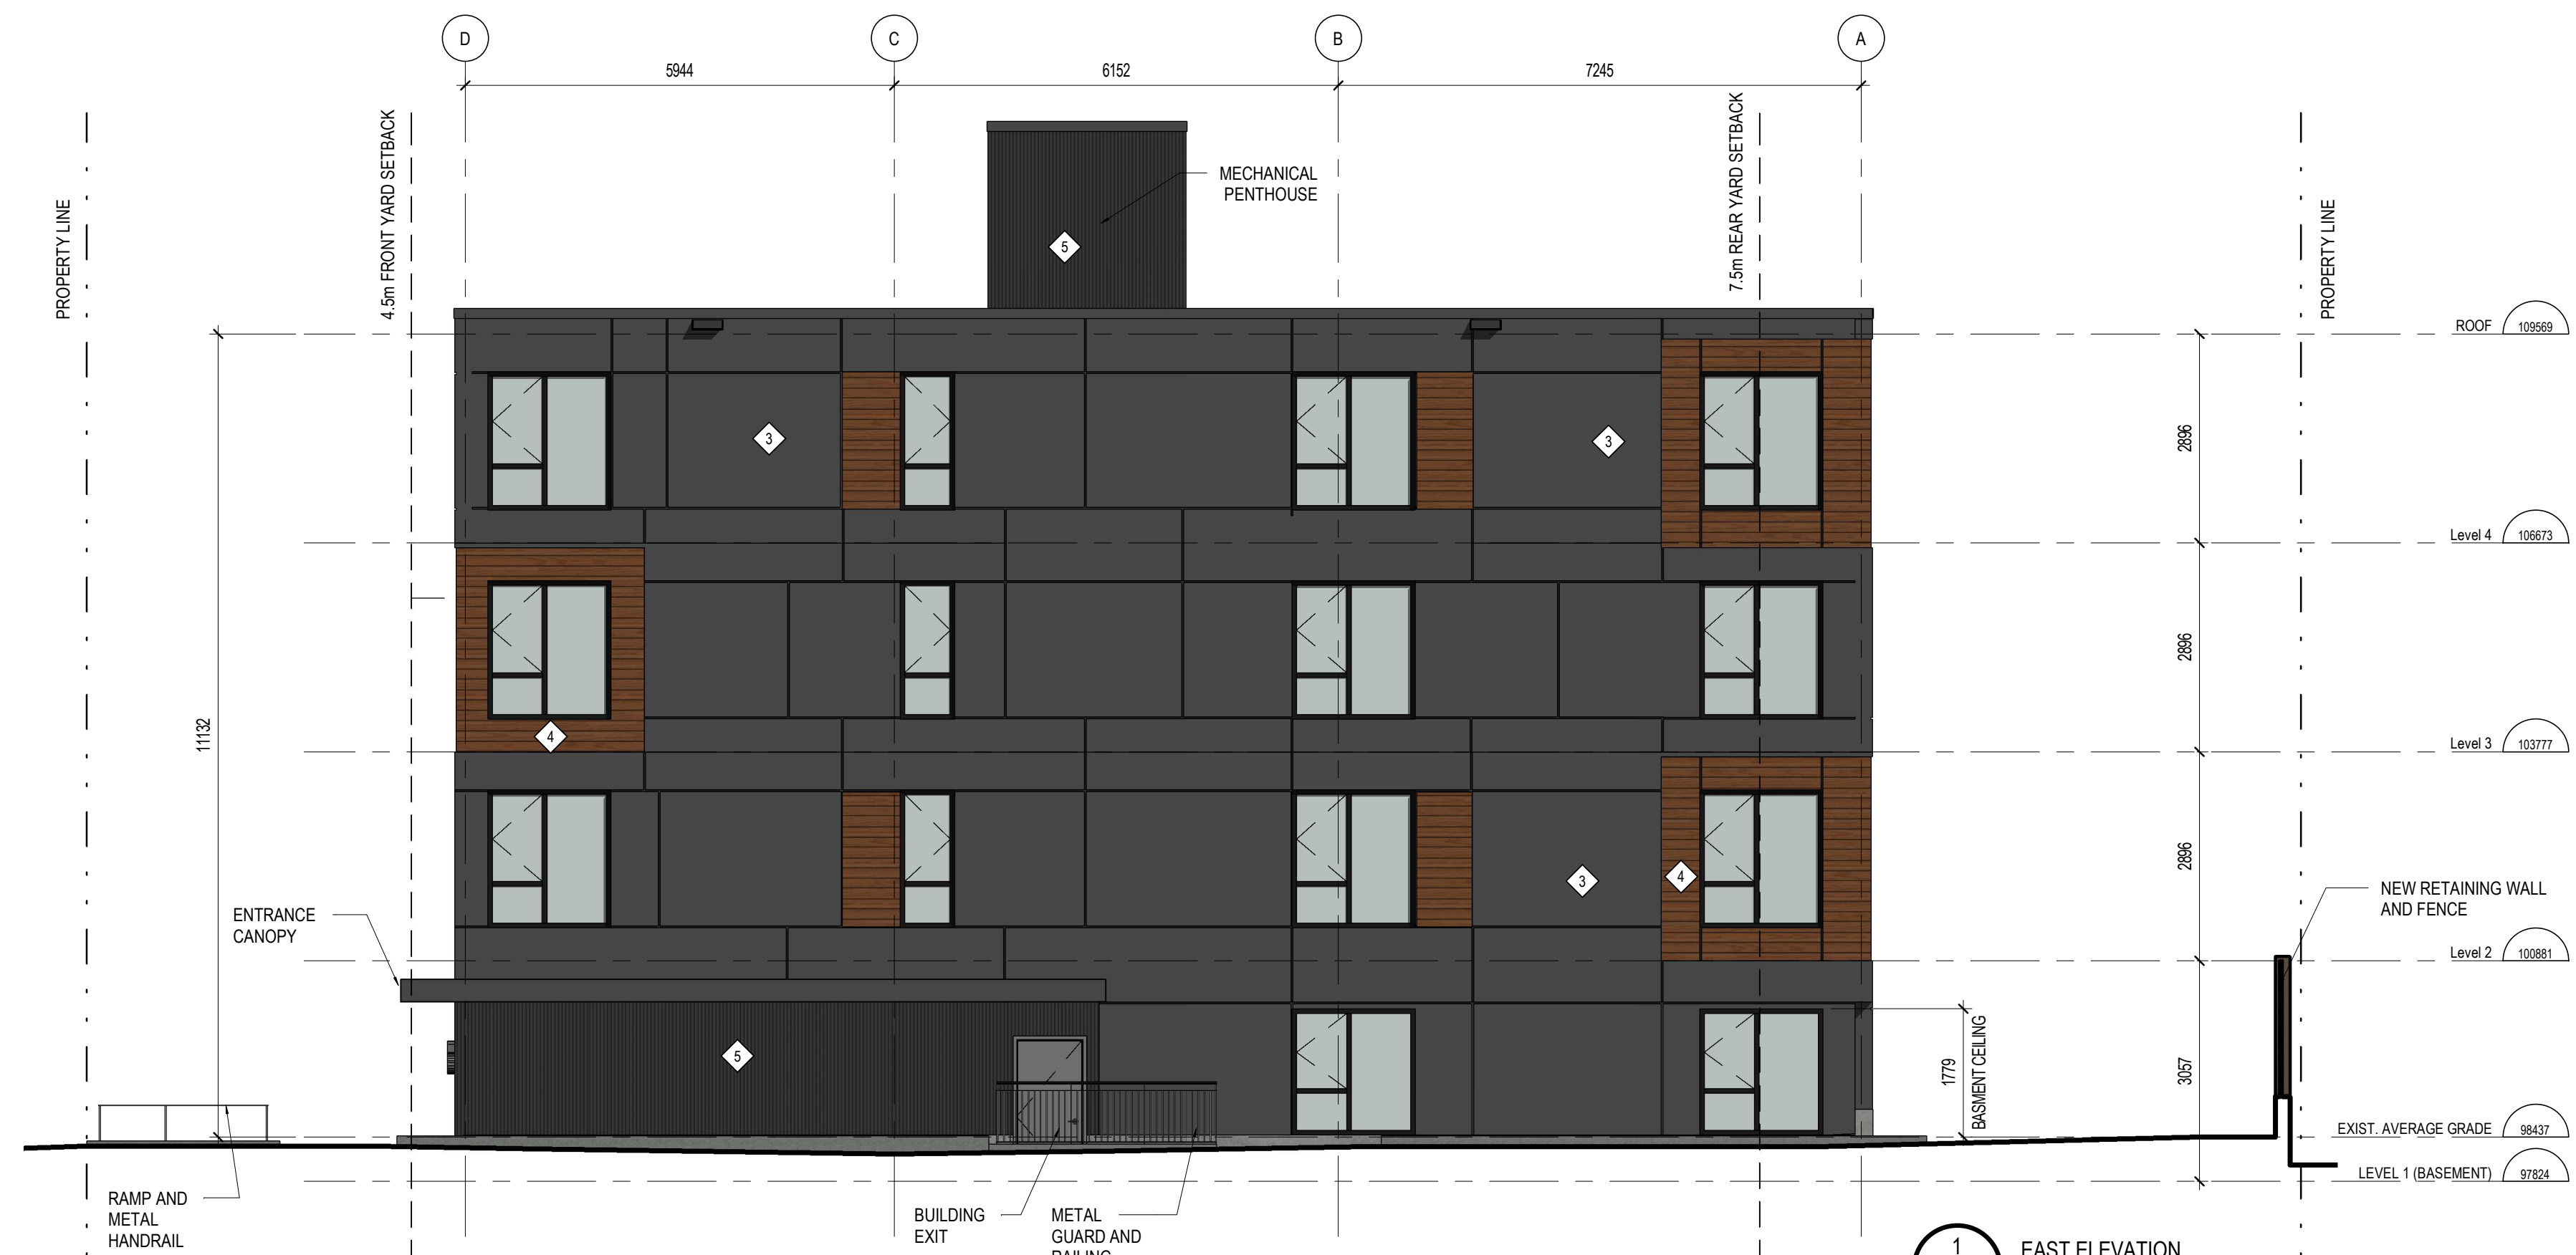 D
C
B
A
5944
6152
7245
PROPERTY LINE
4.5m FRONT YARD SETBACK
7.5m REAR YARD SETBACK
PROPERTY LINE
MECHANICAL
PENTHOUSE
5
ROOF 109569
3
3
2896
11132
Level 4 106673
2896
4
Level 3 103777
2896
3
4
NEW RETAINING WALL
AND FENCE
ENTRANCE
CANOPY
Level 2 100881
5
1779
BASMENT CEILING
3057
EXIST. AVERAGE GRADE 98437
LEVEL 1 (BASEMENT) 97824
RAMP AND
METAL
HANDRAIL
BUILDING
EXIT
METAL
GUARD AND
RAILING
1
EAST ELEVATION